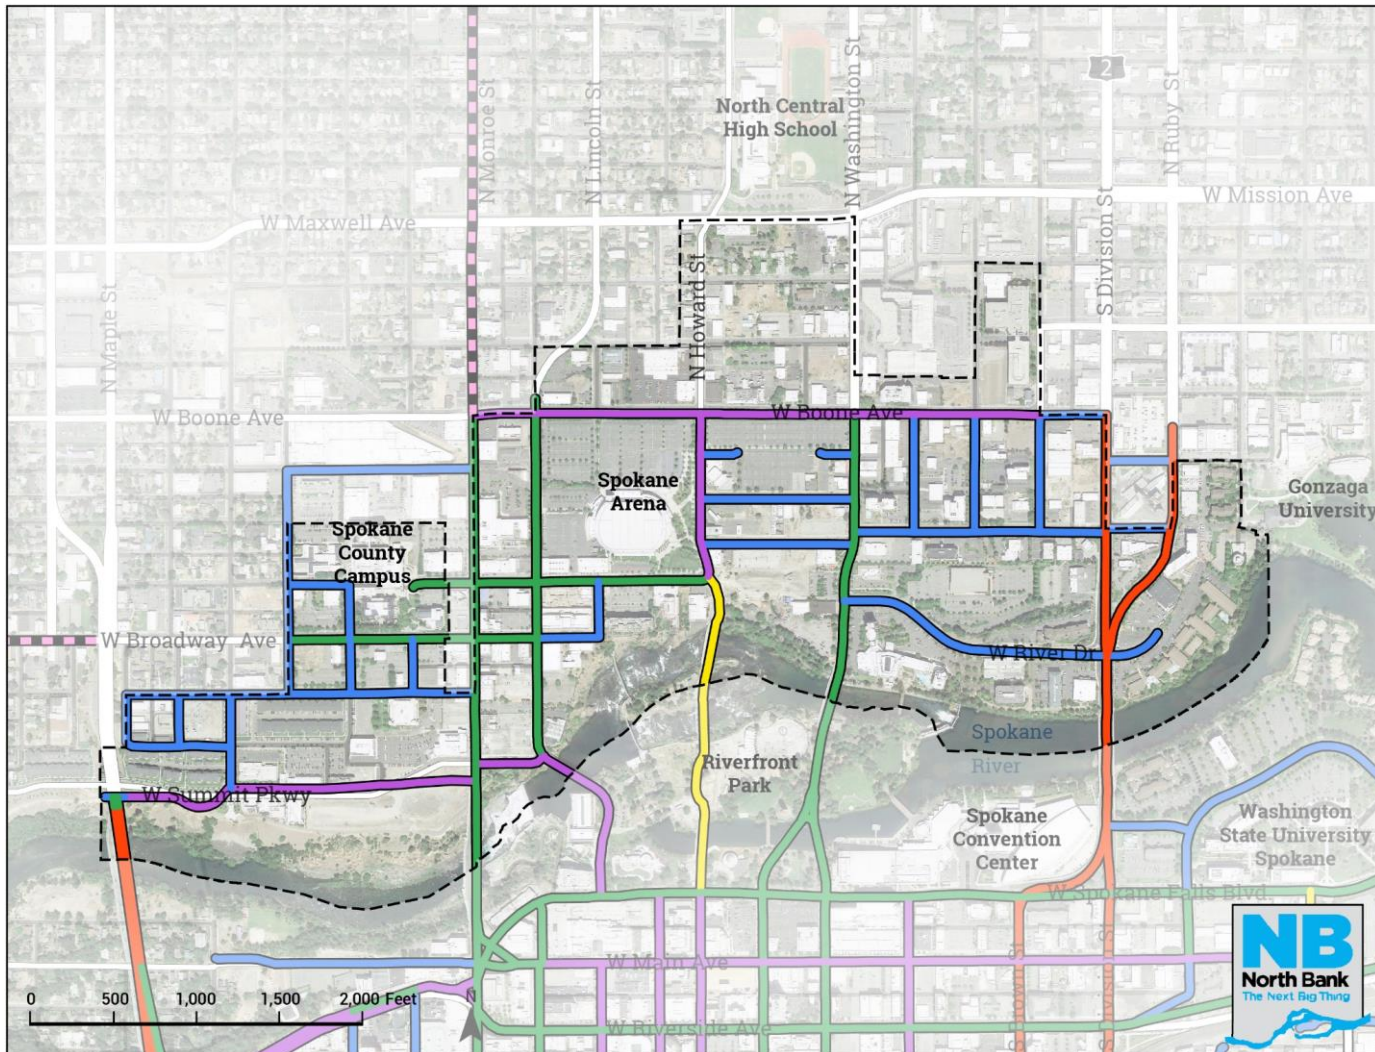 2
N Monroe St
N Lincoln St
North Central
High School
N Washington St
N Ruby St
W Maxwell Ave
W Mission Ave
N Maple St
N Howard St
S Division St
W Boone Ave
W Boone Ave
Spokane
Arena
Gonzaga
University
Spokane
County
Campus
W Broadway Ave
W River Dr
Spokane
River
Riverfront
Park
W Summit Pkwy
Spokane
Convention
Center
Washington
State University
Spokane
W Spokane Falls Blvd
W Main Ave
W Riverside Ave
0 500 1,000 1,500 2,000 Feet
N
NB
North Bank
The Next Big Thing